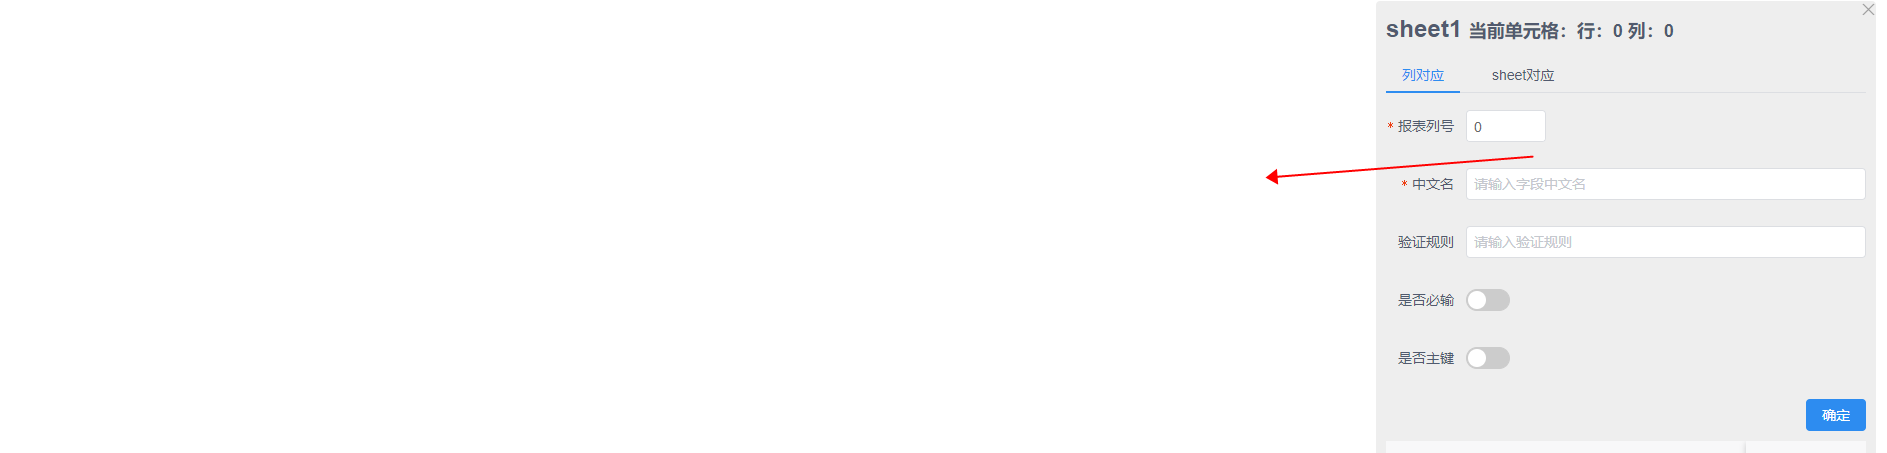 sheet1 当前单元格：行：0 列：0
列对应 sheet对应
* 报表列号 0
* 中文名 请输入字段中文名
验证规则 请输入验证规则
是否必输
是否主键
确定